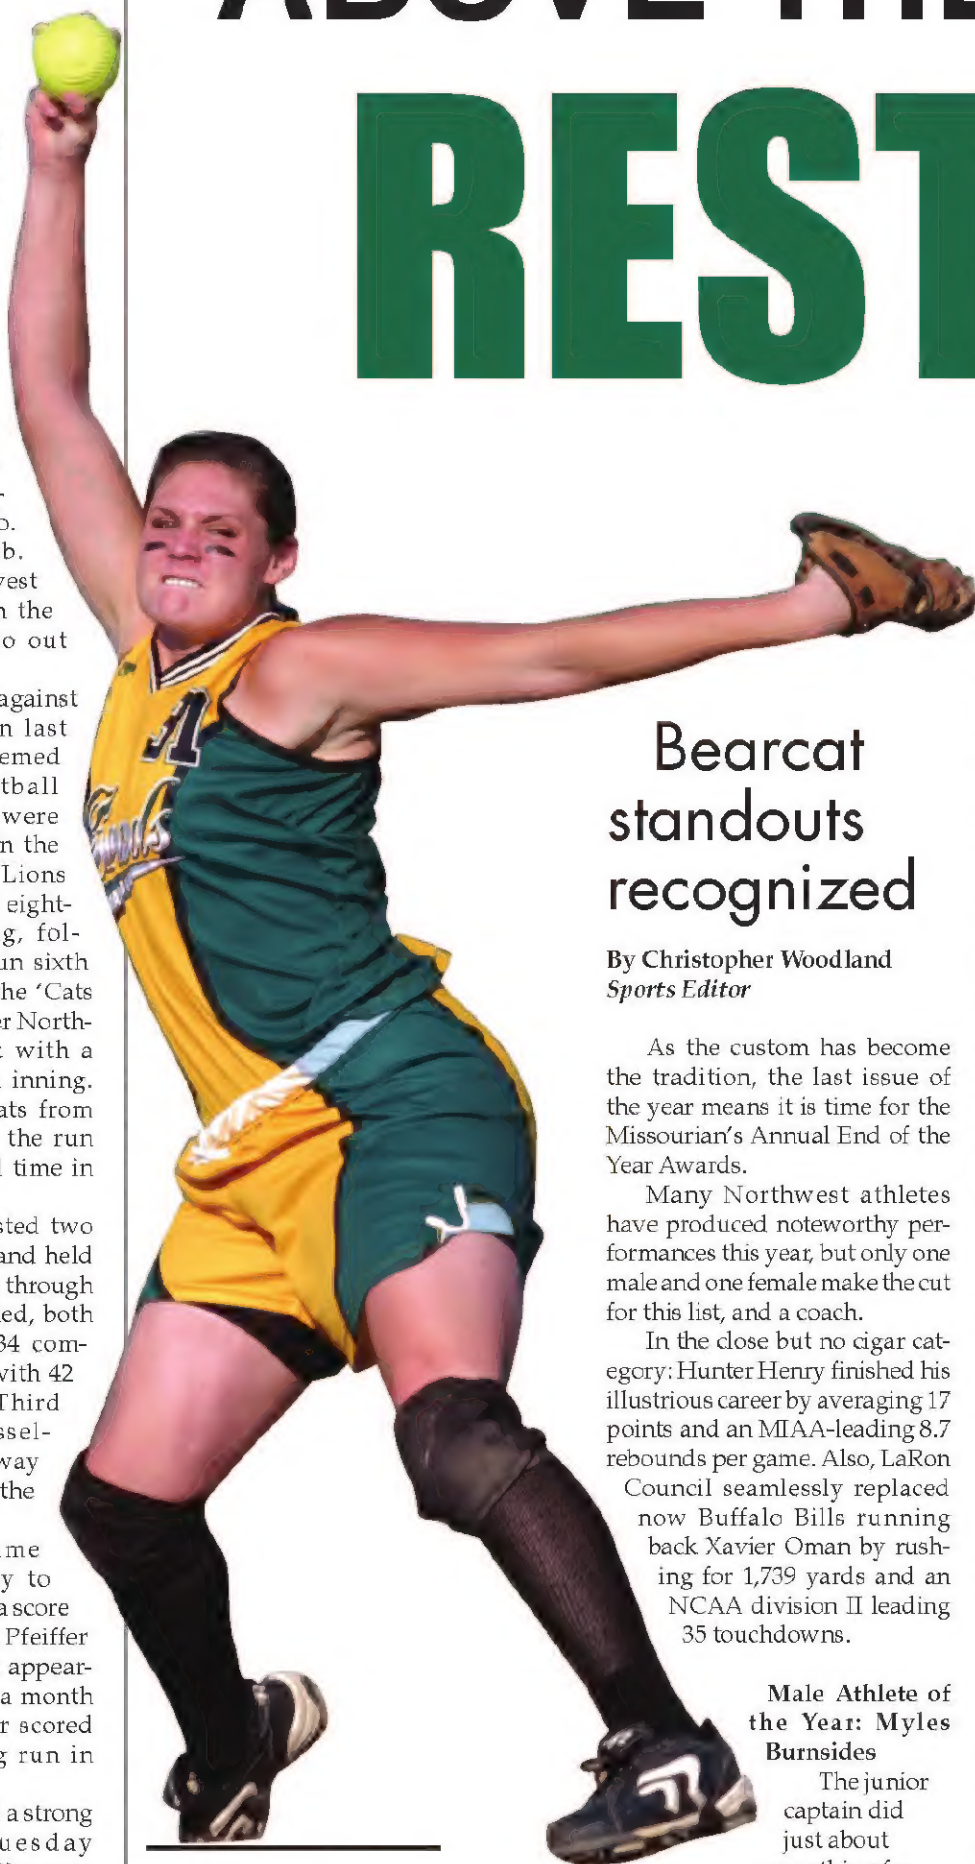 ABOVE THE
REST
b.
vest
n the
o out
against
n last
emed
tball
were
n the
Lions
eight-
g, fol-
un sixth
he ‘Cats
er North-
t with a
inning.
ats from
the run
l time in
sted two
and held
through
ed, both
34 com-
with 42
Third
ssel-
way
the
me
y to
a score
Pfeiffer
appear-
a month
r scored
g run in
a strong
uesday
Bearcat
standouts
recognized
By Christopher Woodland
Sports Editor
As the custom has become
the tradition, the last issue of
the year means it is time for the
Missourian's Annual End of the
Year Awards.
Many Northwest athletes
have produced noteworthy per-
formances this year, but only one
male and one female make the cut
for this list, and a coach.
In the close but no cigar cat-
egory: Hunter Henry finished his
illustrious career by averaging 17
points and an MIAA-leading 8.7
rebounds per game. Also, LaRon
Council seamlessly replaced
now Buffalo Bills running
back Xavier Oman by rush-
ing for 1,739 yards and an
NCAA division II leading
35 touchdowns.
Male Athlete of
the Year: Myles
Burnsides
The junior
captain did
just about